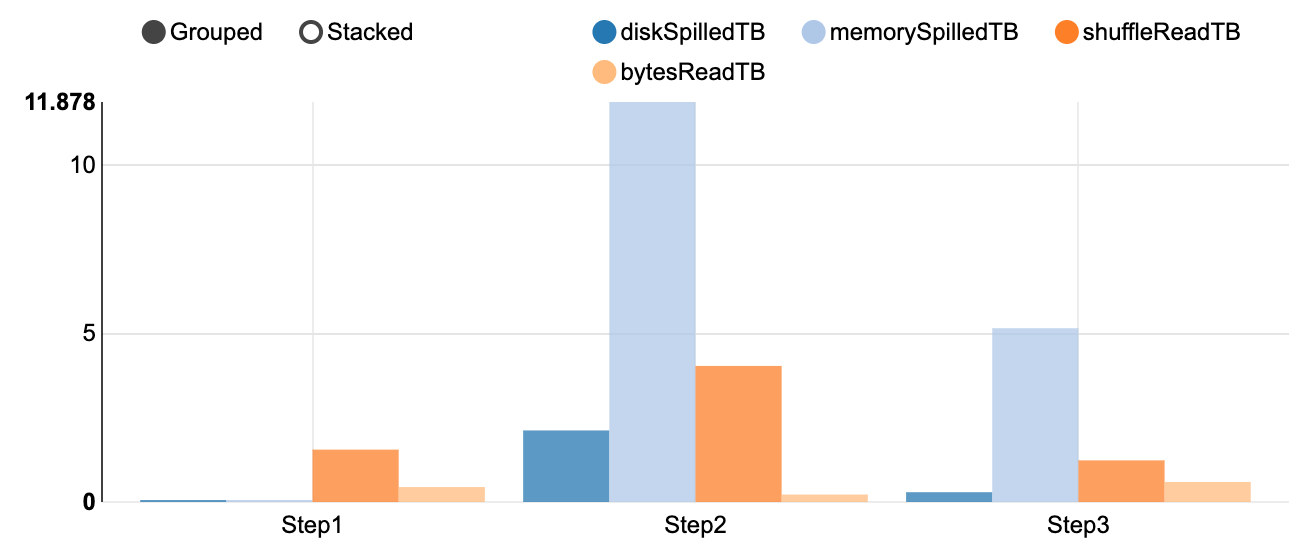 Grouped Stacked diskSpilledTB memorySpilledTB shuffleReadTB
bytesReadTB
11.878
10
5
0
Step1 Step2 Step3